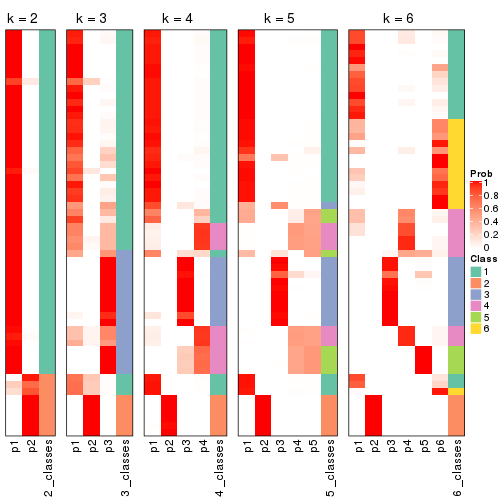 k = 2
k = 3
k = 4
k = 5
k = 6
p1
p2
2_classes
p1
p2
p3
3_classes
p1
p2
p3
p4
4_classes
p1
p2
p3
p4
p5
5_classes
p1
p2
p3
p4
p5
p6
6_classes
Prob
1
0.8
0.6
0.4
0.2
0
Class
1
2
3
4
5
6